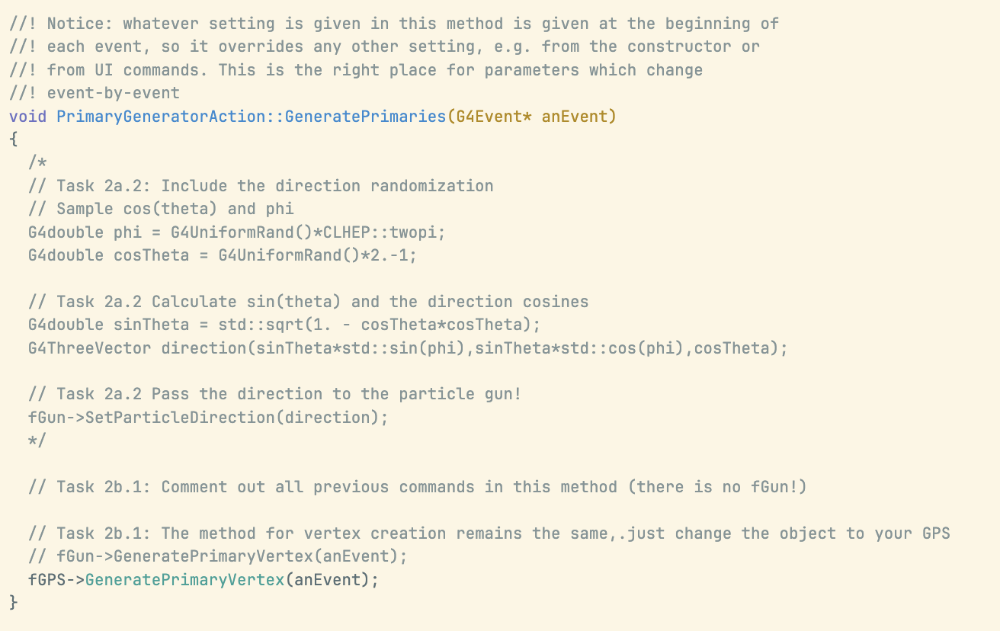 //! Notice: whatever setting is given in this method is given at the beginning of
//! each event, so it overrides any other setting, e.g. from the constructor or
//! from UI commands. This is the right place for parameters which change
//! event-by-event
void PrimaryGeneratorAction::GeneratePrimaries(G4Event* anEvent)
{
  /*
  // Task 2a.2: Include the direction randomization
  // Sample cos(theta) and phi
  G4double phi = G4UniformRand()*CLHEP::twopi;
  G4double cosTheta = G4UniformRand()*2.-1;

  // Task 2a.2 Calculate sin(theta) and the direction cosines
  G4double sinTheta = std::sqrt(1. - cosTheta*cosTheta);
  G4ThreeVector direction(sinTheta*std::sin(phi),sinTheta*std::cos(phi),cosTheta);

  // Task 2a.2 Pass the direction to the particle gun!
  fGun->SetParticleDirection(direction);
  */

  // Task 2b.1: Comment out all previous commands in this method (there is no fGun!)

  // Task 2b.1: The method for vertex creation remains the same,.just change the object to your GPS
  // fGun->GeneratePrimaryVertex(anEvent);
  fGPS->GeneratePrimaryVertex(anEvent);
}